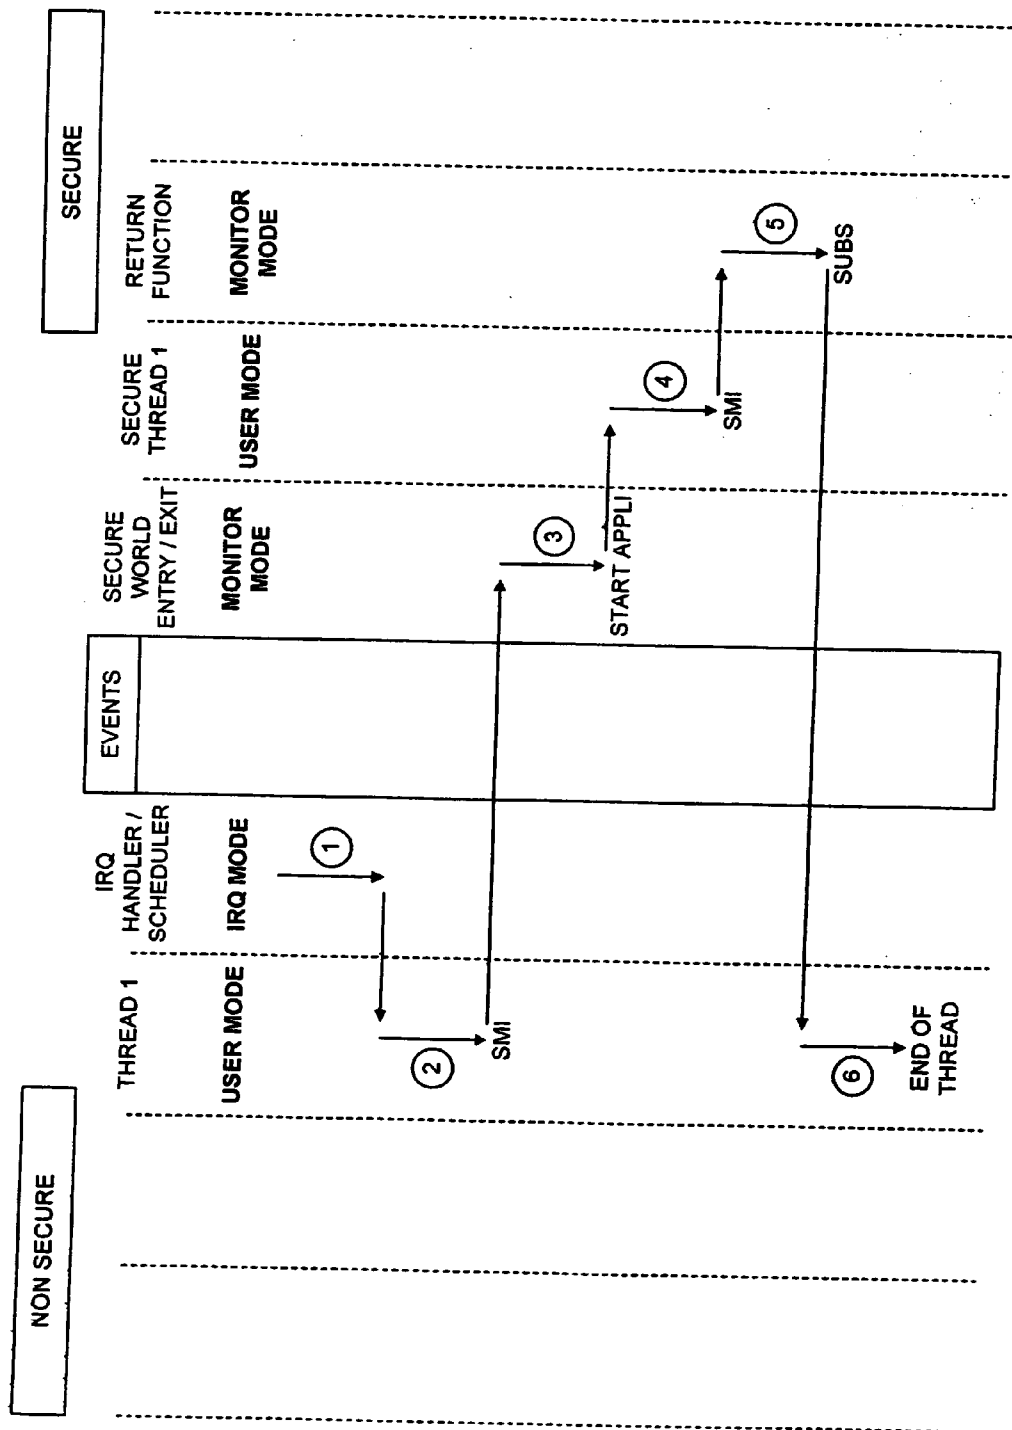 NON SECURE
SECURE
THREAD 1
IRQ
HANDLER /
SCHEDULER
EVENTS
SECURE
WORLD
ENTRY / EXIT
SECURE
THREAD 1
RETURN
FUNCTION
USER MODE
IRQ MODE
MONITOR
MODE
USER MODE
MONITOR
MODE
1
2
SMI
3
START APPLI
4
SMI
5
SUBS
6
END OF
THREAD